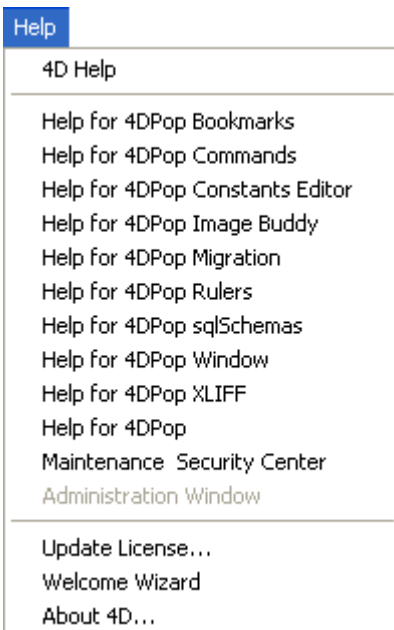 Help
4D Help
Help for 4DPop Bookmarks
Help for 4DPop Commands
Help for 4DPop Constants Editor
Help for 4DPop Image Buddy
Help for 4DPop Migration
Help for 4DPop Rulers
Help for 4DPop sqlSchemas
Help for 4DPop Window
Help for 4DPop XLIFF
Help for 4DPop
Maintenance  Security Center
Administration Window
Update License...
Welcome Wizard
About 4D...